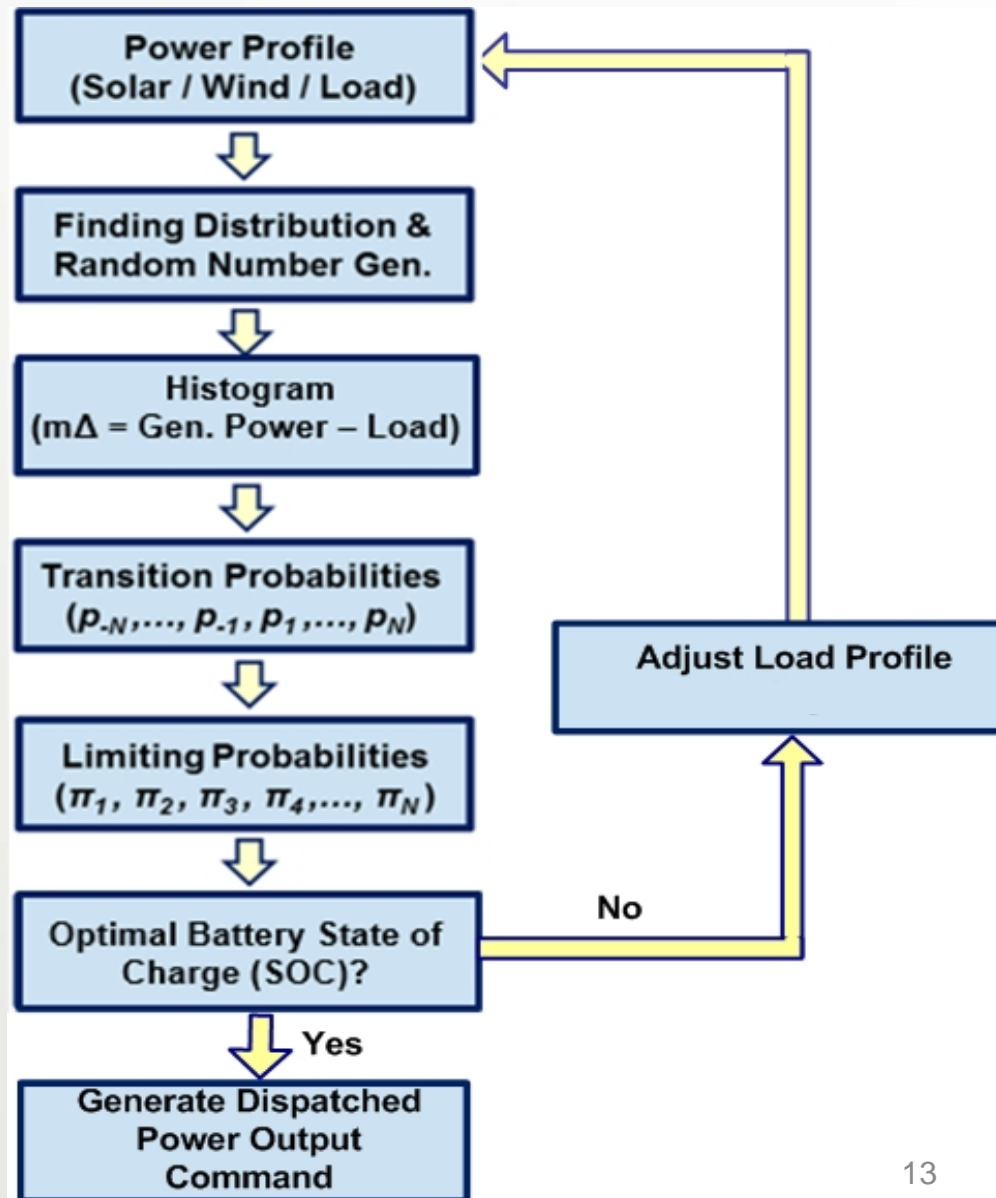 Power Profile
(Solar / Wind / Load)
Finding Distribution &
Random Number Gen.
Histogram
(mΔ = Gen. Power – Load)
Transition Probabilities
(p-N,..., p-1, p1,..., pN)
Limiting Probabilities
(π1, π2, π3, π4,..., πN)
Optimal Battery State of
Charge (SOC)?
No
Adjust Load Profile
Yes
Generate Dispatched
Power Output
Command
13